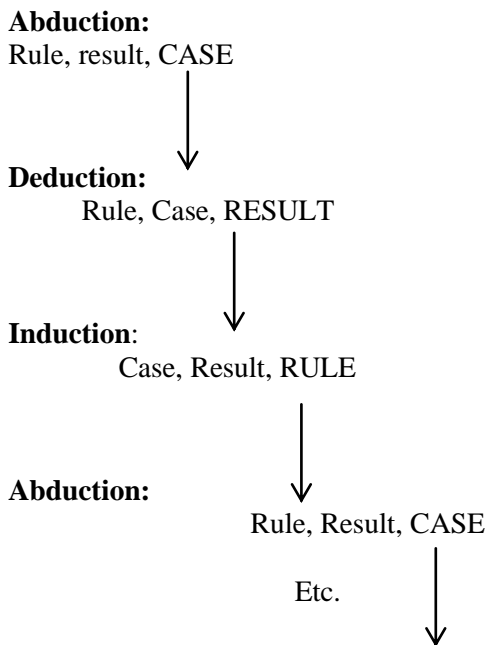 Abduction:
Rule, result, CASE
Deduction:
Rule, Case, RESULT
Induction:
Case, Result, RULE
Abduction:
Rule, Result, CASE
Etc.